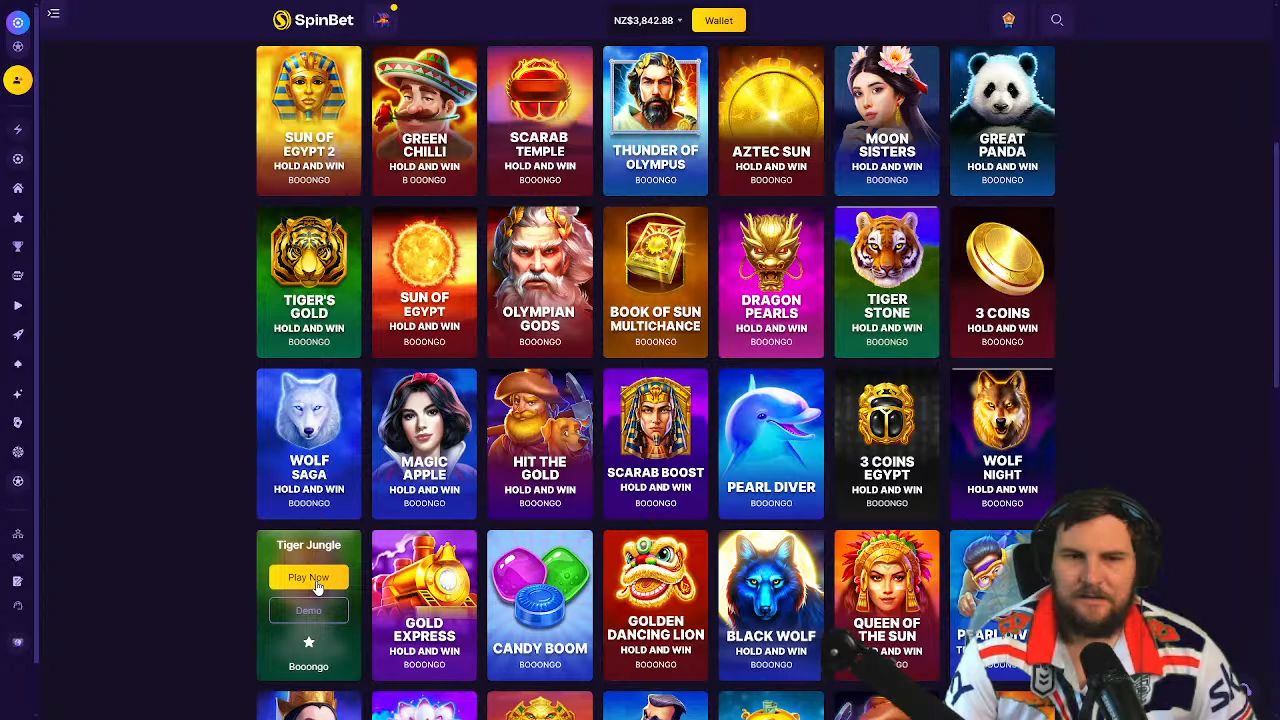 SpinBet
NZ$3,842.88
Wallet
SUN OF
EGYPT 2
HOLD AND WIN
BOOONGO
GREEN
CHILLI
HOLD AND WIN
B OOONGO
SCARAB
TEMPLE
HOLD AND WIN
BOOONGO
THUNDER OF
OLYMPUS
BOOONGO
AZTEC SUN
HOLD AND WIN
BOOONGO
MOON
SISTERS
HOLD AND WIN
BOOONGO
GREAT
PANDA
HOLD AND WIN
BOOONGO
TIGER'S
GOLD
HOLD AND WIN
BOOONGO
SUN OF
EGYPT
HOLD AND WIN
BOOONGO
OLYMPIAN
GODS
BOOONGO
BOOK OF SUN
MULTICHANCE
BOOONGO
DRAGON
PEARLS
HOLD AND WIN
BOOONGO
TIGER
STONE
HOLD AND WIN
BOOONGO
3 COINS
HOLD AND WIN
BOOONGO
WOLF
SAGA
HOLD AND WIN
BOOONGO
MAGIC
APPLE
HOLD AND WIN
BOOONGO
HIT THE
GOLD
HOLD AND WIN
BOOONGO
SCARAB BOOST
HOLD AND WIN
BOOONGO
PEARL DIVER
BOOONGO
3 COINS
EGYPT
HOLD AND WIN
BOOONGO
WOLF
NIGHT
HOLD AND WIN
BOOONGO
Tiger Jungle
Play Now
Demo
Booongo
GOLD
EXPRESS
HOLD AND WIN
BOOONGO
CANDY BOOM
BOOONGO
GOLDEN
DANCING LION
HOLD AND WIN
BOOONGO
BLACK WOLF
HOLD AND WIN
BOOONGO
QUEEN OF
THE SUN
HOLD AND WIN
BOOONGO